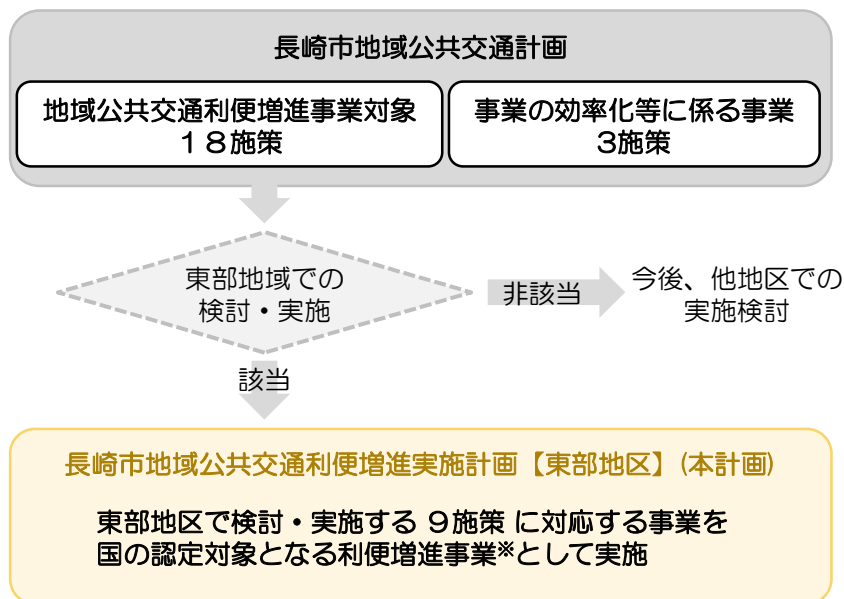 長崎市地域公共交通計画
地域公共交通利便増進事業対象
１８施策
事業の効率化等に係る事業
3施策
東部地域での
検討・実施
非該当
今後、他地区での
実施検討
該当
長崎市地域公共交通利便増進実施計画【東部地区】(本計画)
東部地区で検討・実施する ９施策 に対応する事業を
国の認定対象となる利便増進事業※として実施